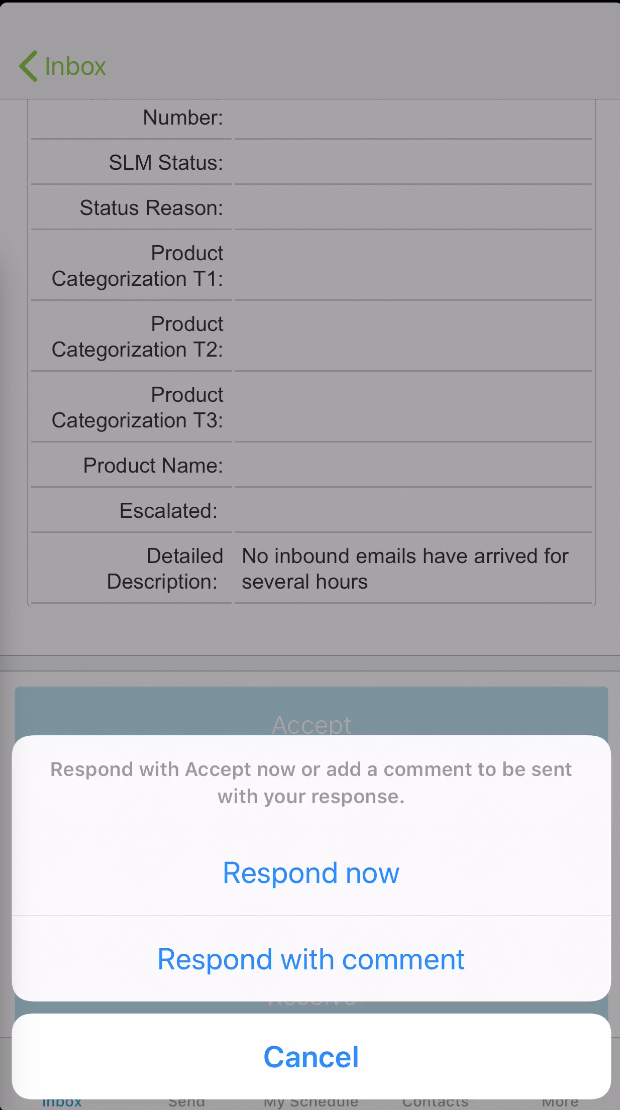 Inbox
Number:
SLM Status:
Status Reason:
Product
Categorization T1:
Product
Categorization T2:
Product
Categorization T3:
Product Name:
Escalated:
Detailed
Description:
No inbound emails have arrived for
several hours
Accept
Respond with Accept now or add a comment to be sent
with your response.
Respond now
Respond with comment
Resolve
Cancel
Inbox Send My Schedule Contacts More